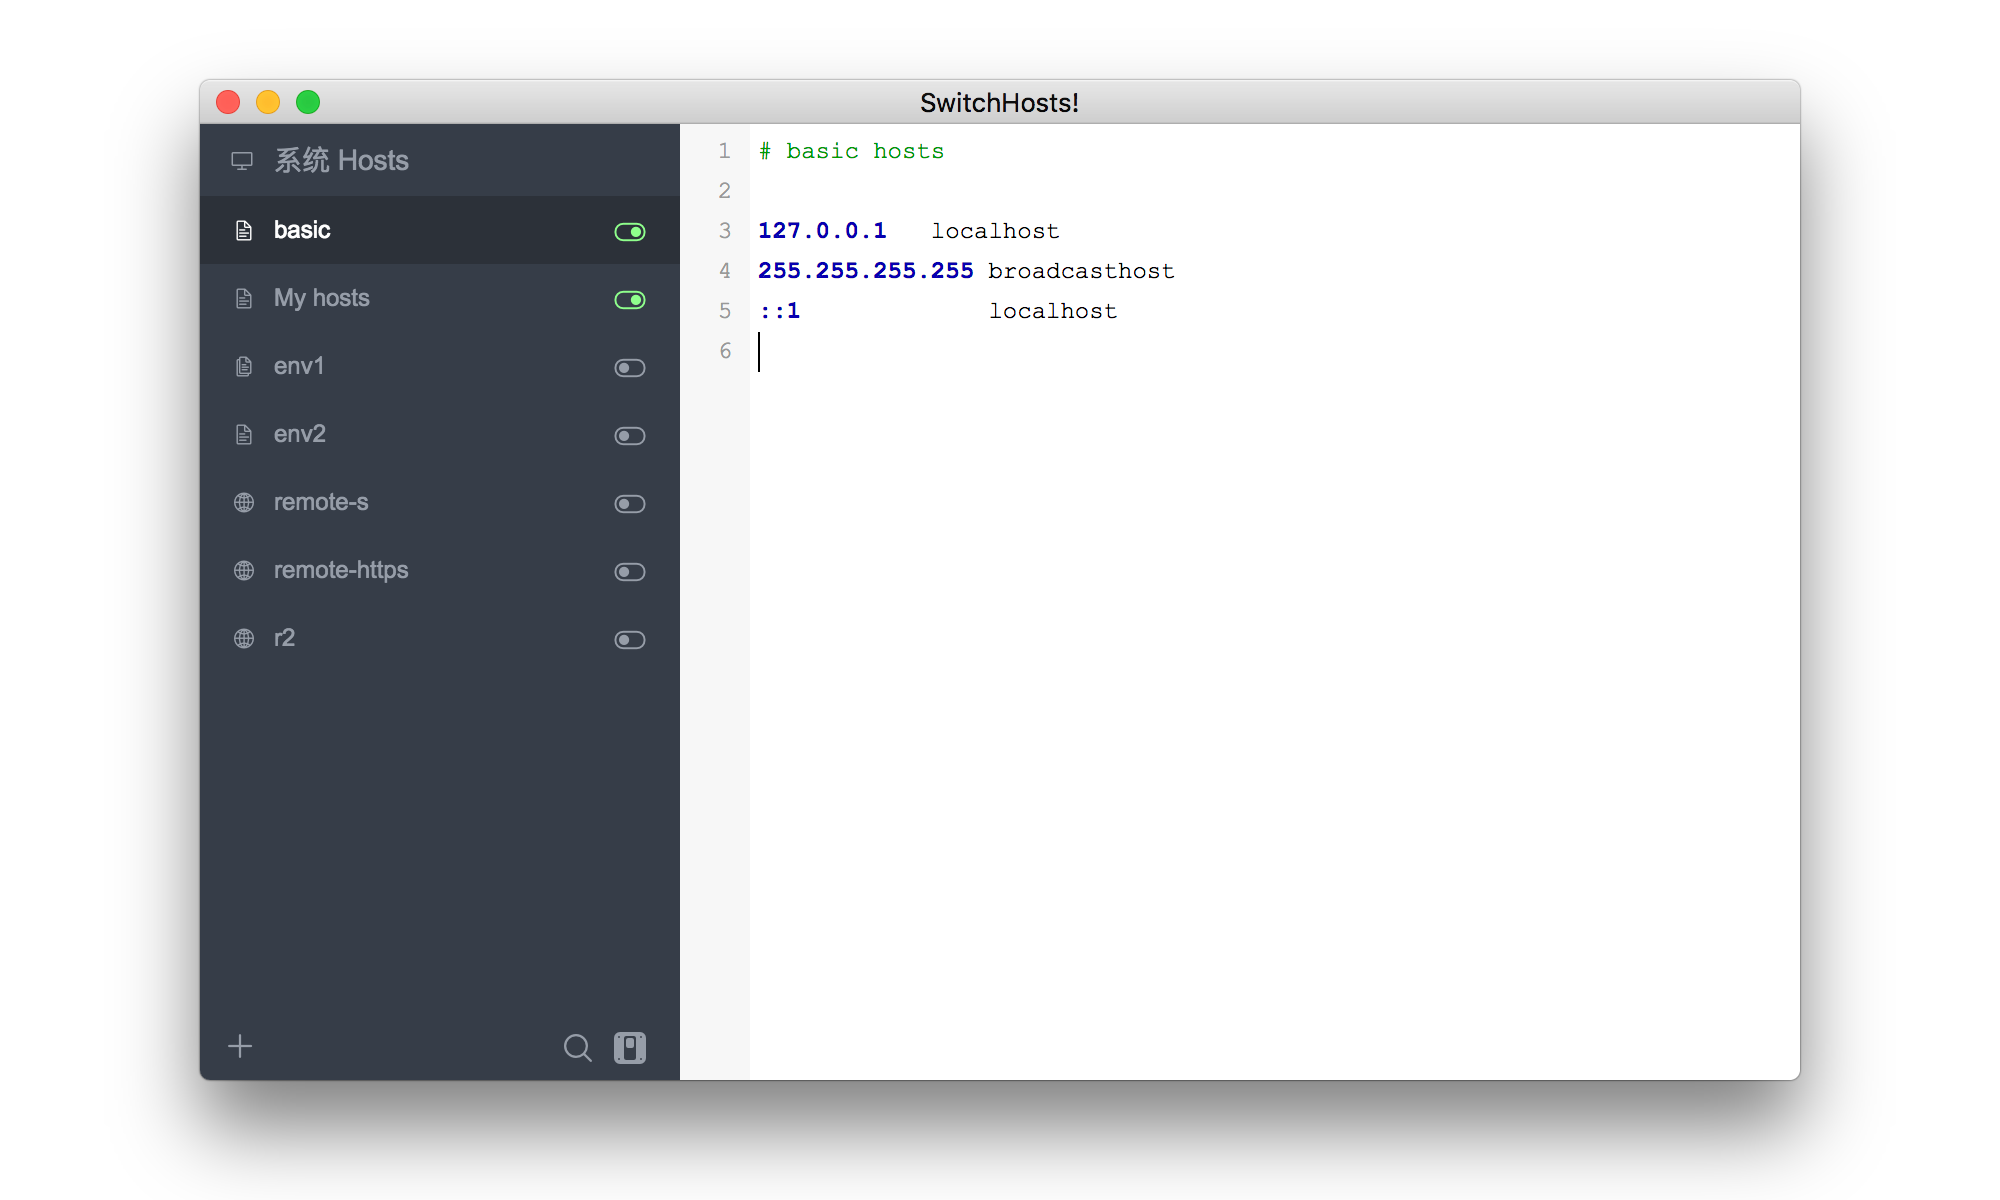 SwitchHosts!
系统 Hosts
basic
My hosts
env1
env2
remote-s
remote-https
r2
1 # basic hosts
2
3 127.0.0.1   localhost
4 255.255.255.255 broadcasthost
5 ::1             localhost
6